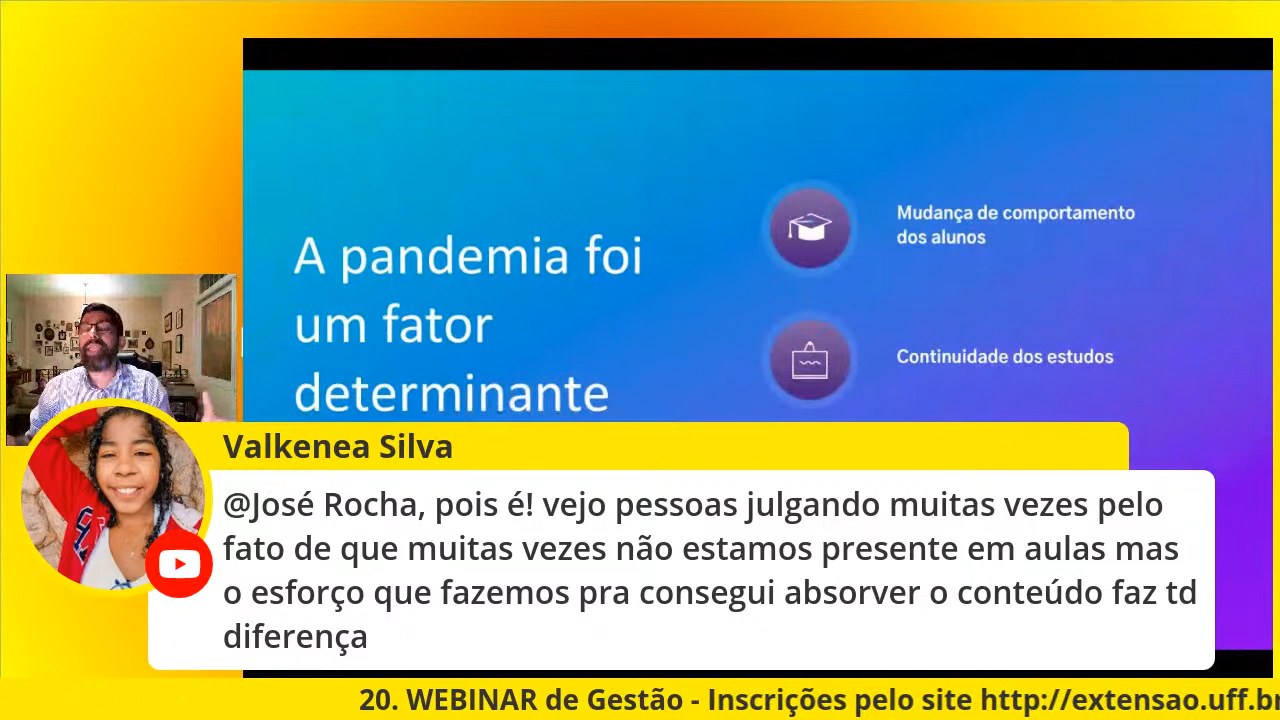 A pandemia foi
um fator
determinante
Mudança de comportamento
dos alunos
Continuidade dos estudos
Valkenea Silva
@José Rocha, pois é! vejo pessoas julgando muitas vezes pelo
fato de que muitas vezes não estamos presente em aulas mas
o esforço que fazemos pra consegui absorver o conteúdo faz td
diferença
20. WEBINAR de Gestão - Inscrições pelo site http://extensao.uff.br